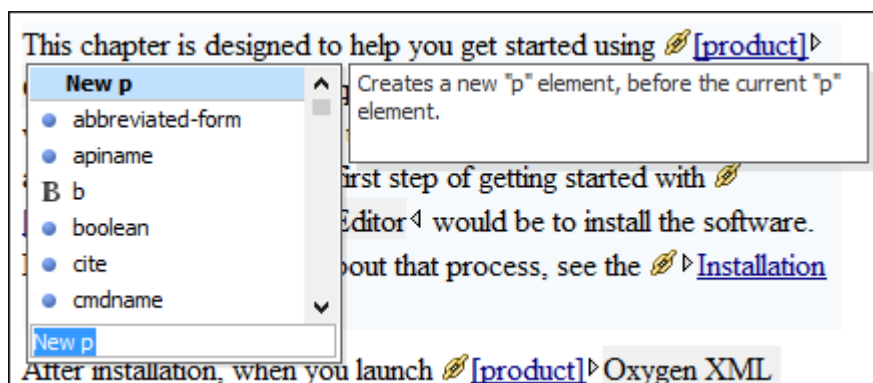 This chapter is designed to help you get started using [product]
New p
Creates a new "p" element, before the current "p"
element.
abbreviated-form
apiname
B b
first step of getting started with
boolean
Editor would be to install the software.
cite
about that process, see the Installation
cmdname
New p
After installation, when you launch [product] Oxygen XML